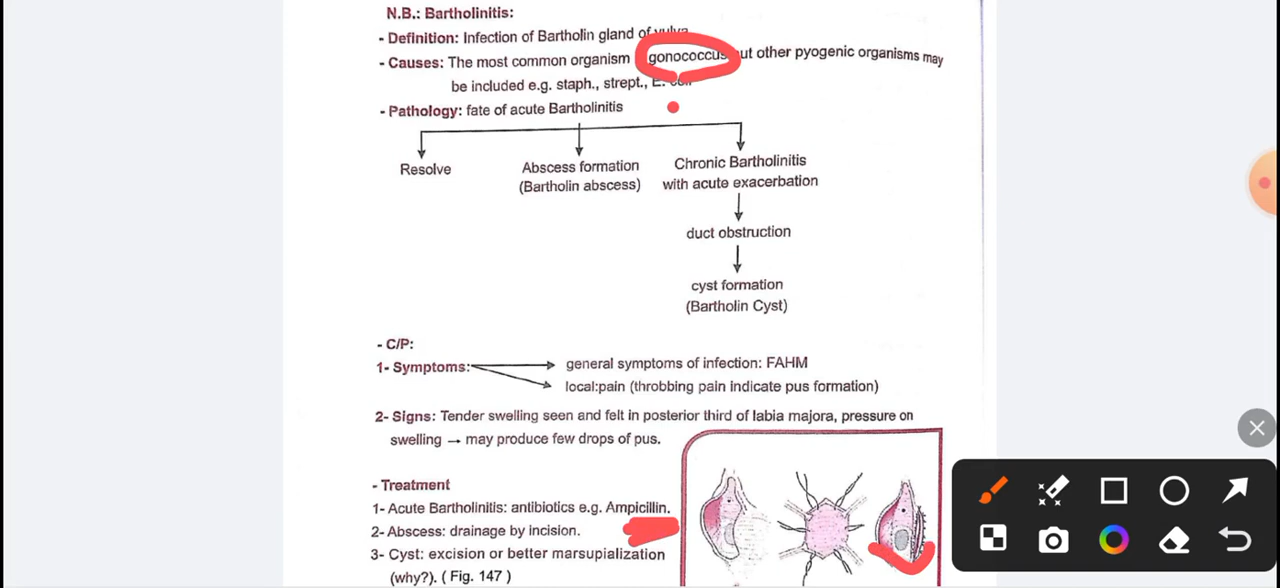 N.B.: Bartholinitis:
- Definition: Infection of Bartholin gland of vulva
- Causes: The most common organism gonococcus but other pyogenic organisms may
be included e.g. staph., strept., E. coli
- Pathology: fate of acute Bartholinitis
Resolve
Abscess formation
(Bartholin abscess)
Chronic Bartholinitis
with acute exacerbation
duct obstruction
cyst formation
(Bartholin Cyst)
- C/P:
1- Symptoms:
general symptoms of infection: FAHM
local:pain (throbbing pain indicate pus formation)
2- Signs: Tender swelling seen and felt in posterior third of labia majora, pressure on
swelling → may produce few drops of pus.
- Treatment
1- Acute Bartholinitis: antibiotics e.g. Ampicillin.
2- Abscess: drainage by incision.
3- Cyst: excision or better marsupialization
(why?). ( Fig. 147 )